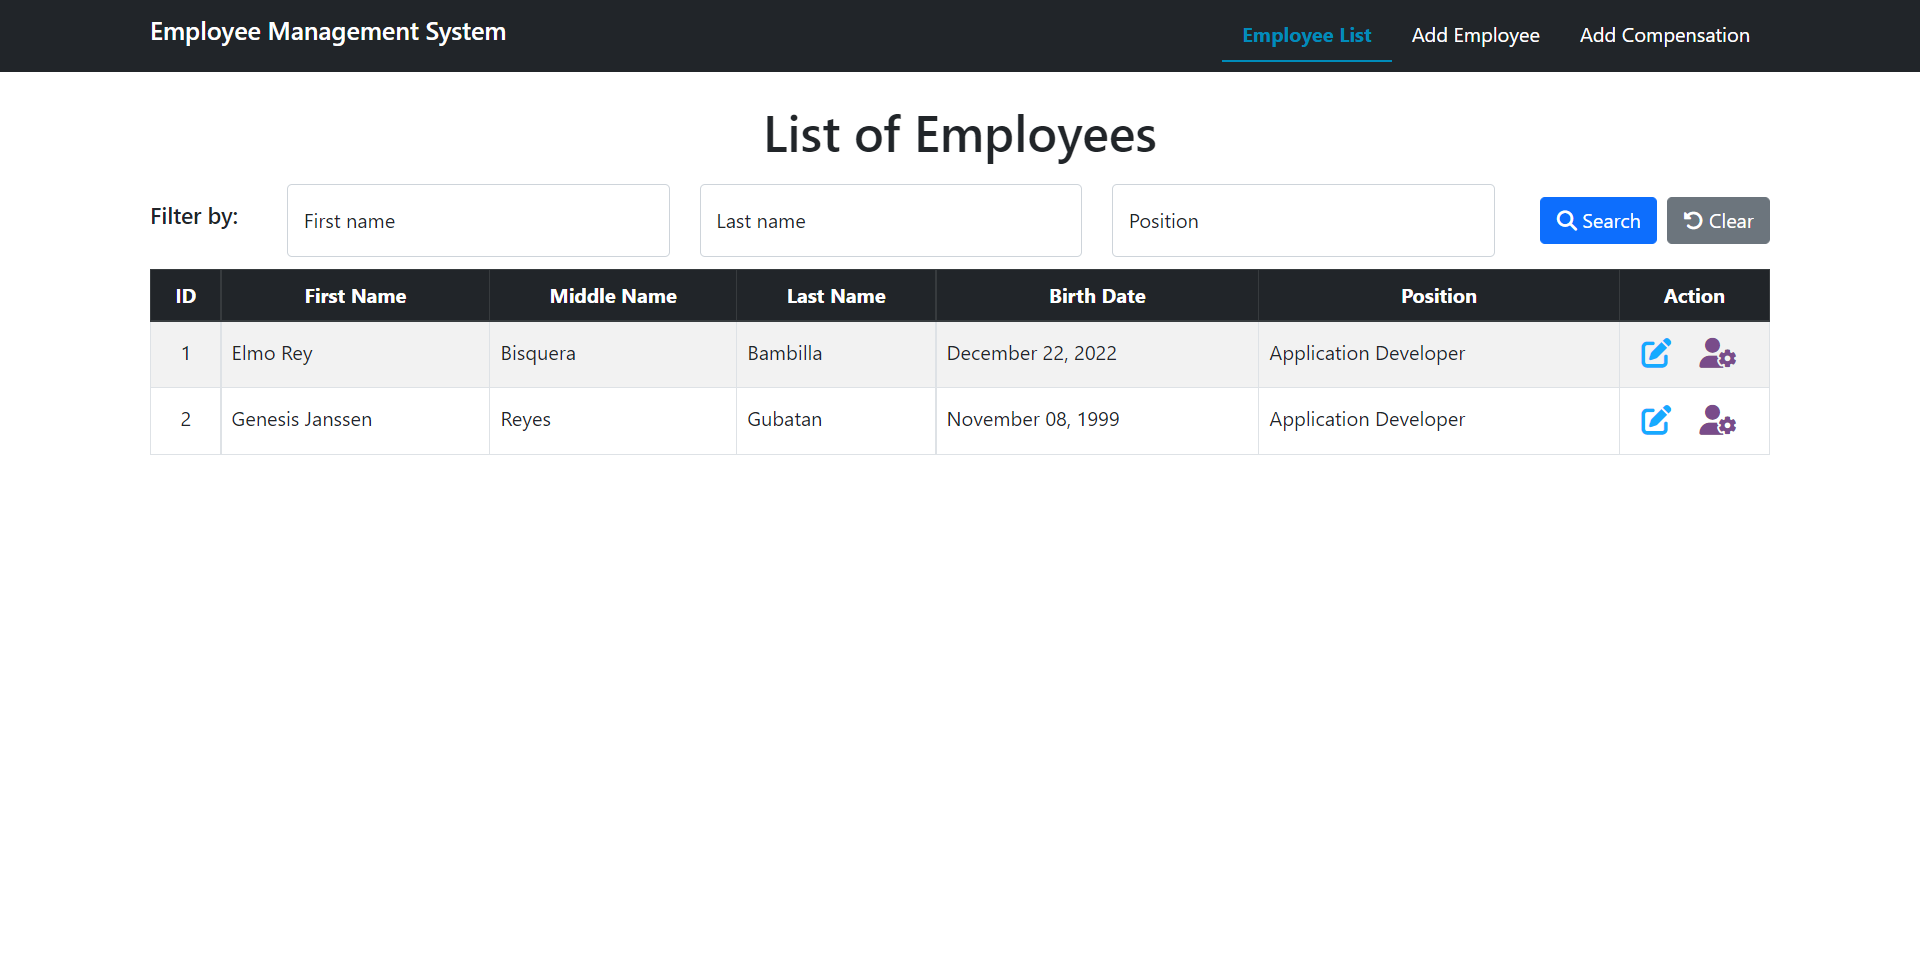 Employee Management System
Employee List Add Employee Add Compensation
List of Employees
Filter by: First name Last name Position Search Clear
ID First Name Middle Name Last Name Birth Date Position Action
1 Elmo Rey Bisquera Bambilla December 22, 2022 Application Developer
2 Genesis Janssen Reyes Gubatan November 08, 1999 Application Developer